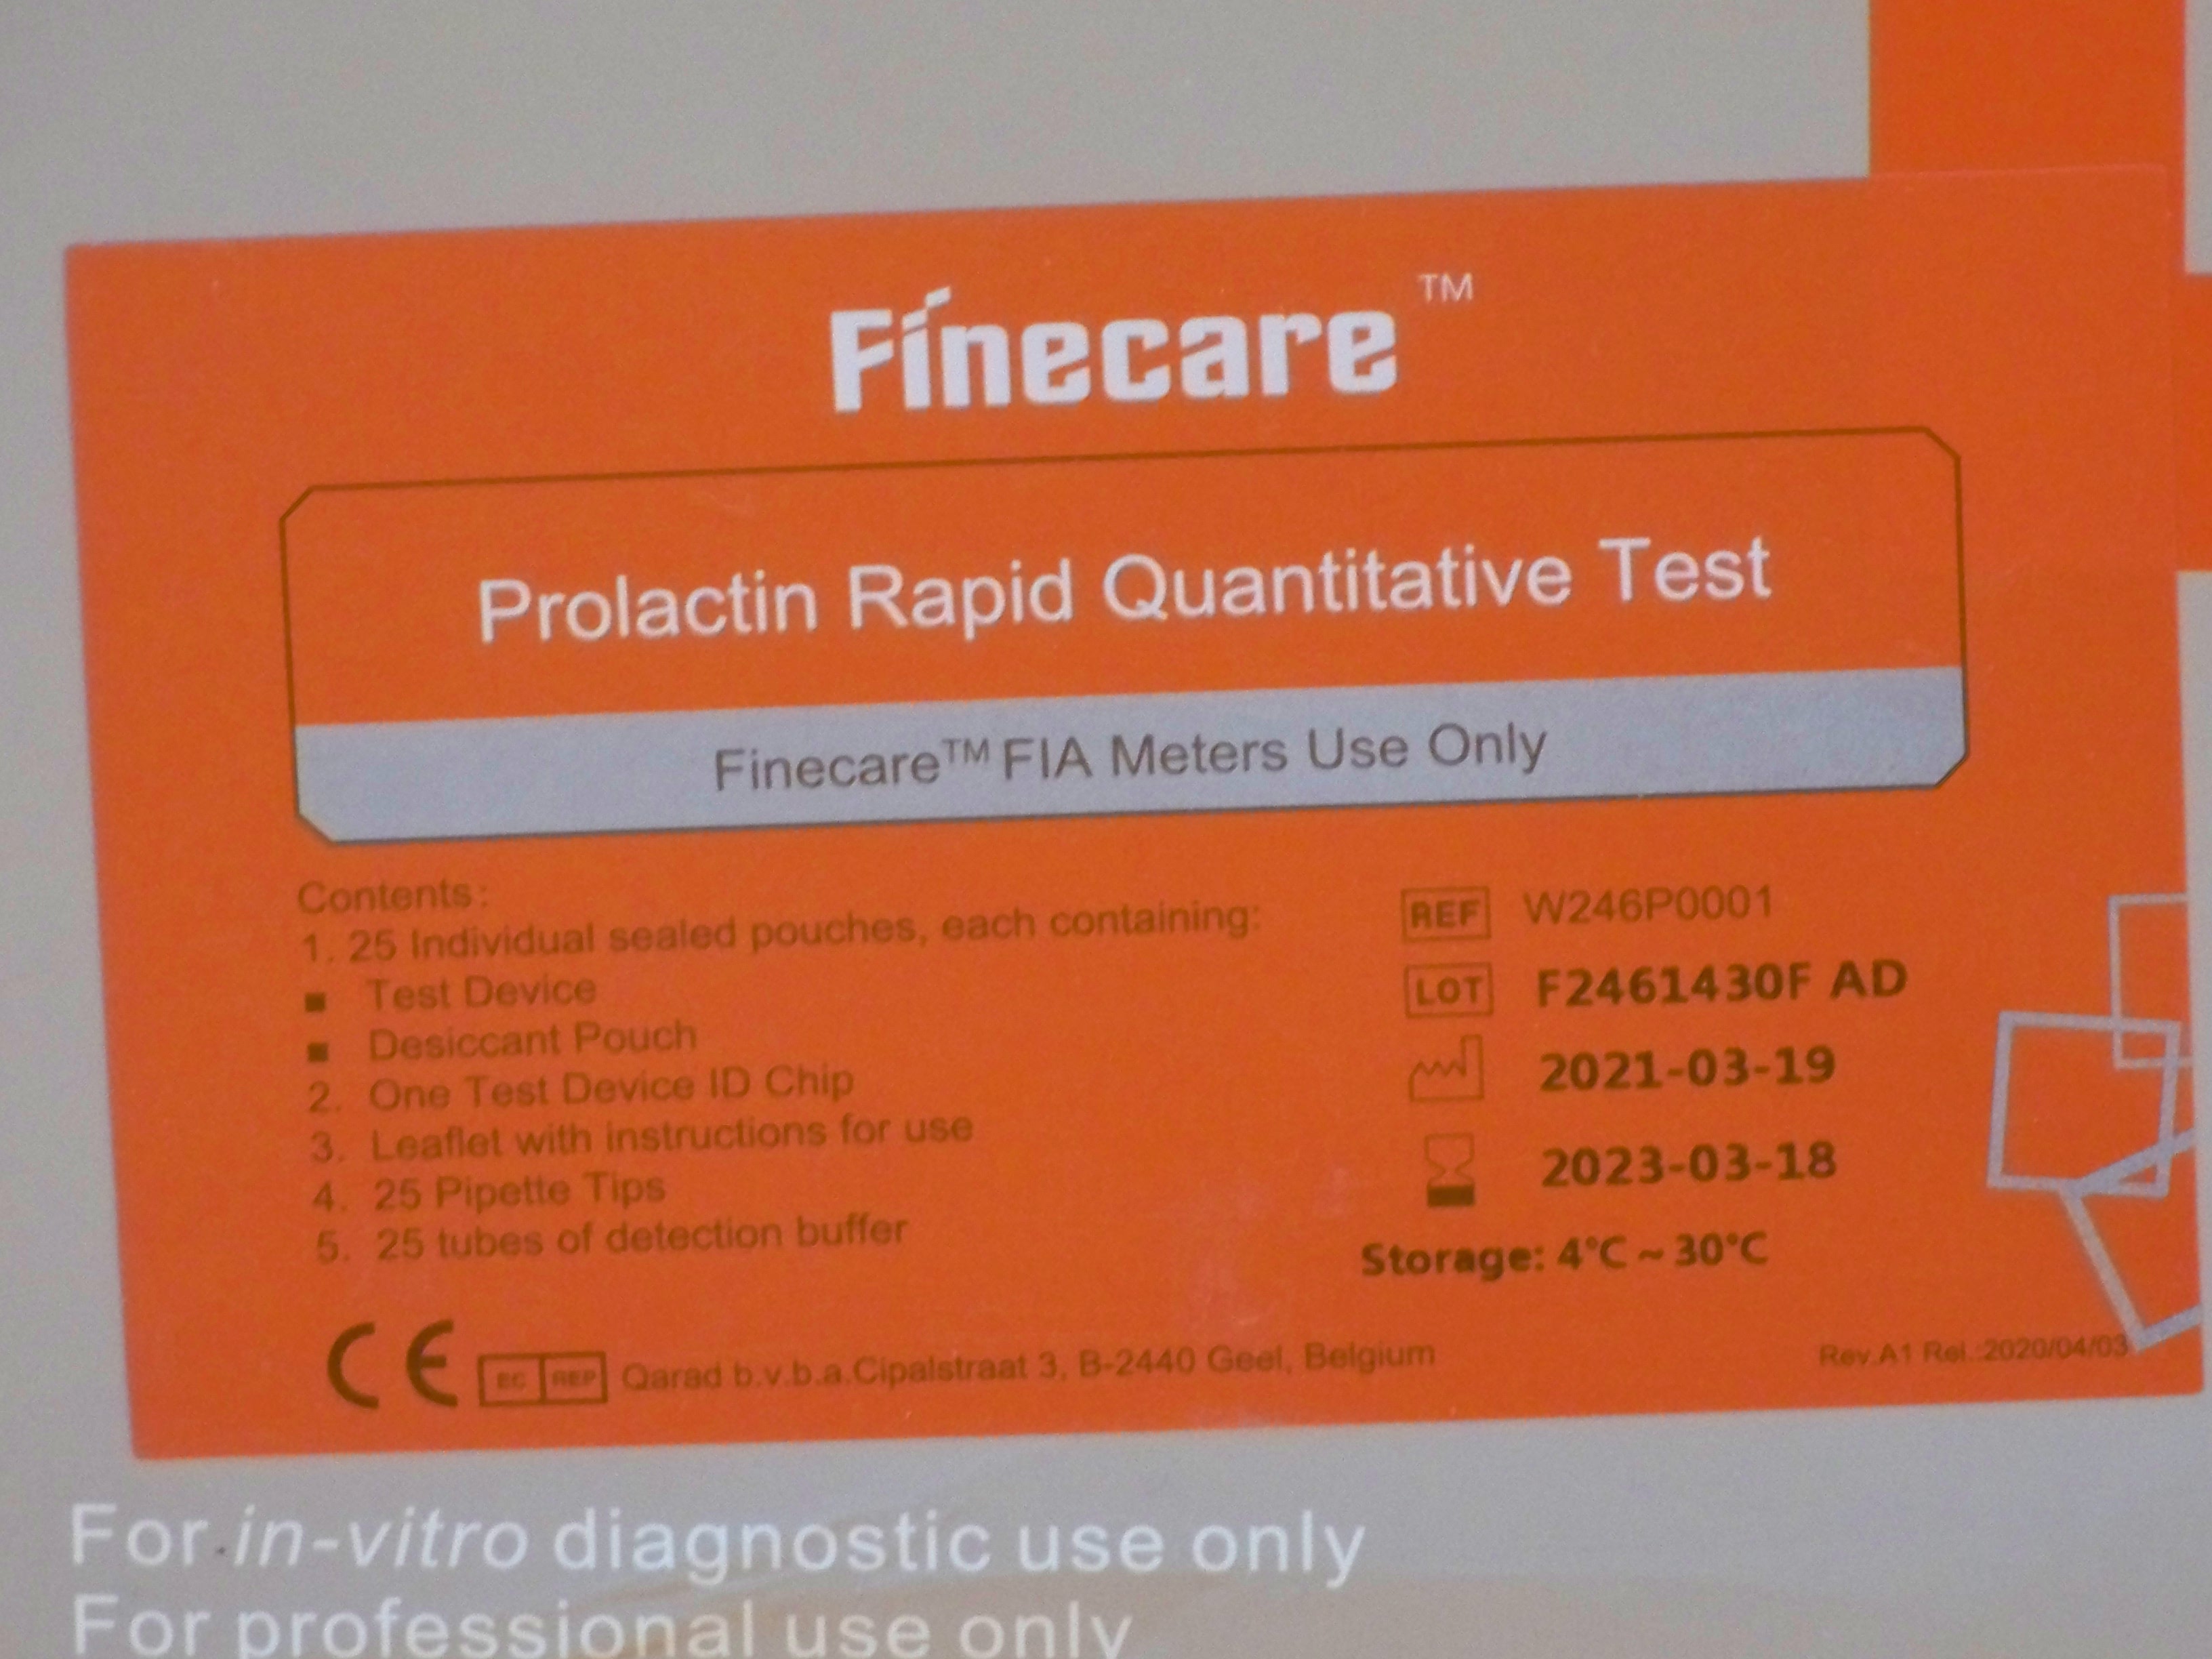 Finecare™
Prolactin Rapid Quantitative Test
Finecare™ FIA Meters Use Only
Contents:
1. 25 Individual sealed pouches, each containing:
■ Test Device
■ Desiccant Pouch
2. One Test Device ID Chip
3. Leaflet with instructions for use
4. 25 Pipette Tips
5. 25 tubes of detection buffer
REF W246P0001
LOT F2461430F AD
2021-03-19
2023-03-18
Storage: 4°C ~ 30°C
CE EC REP Qarad b.v.b.a.Cipalstraat 3, B-2440 Geel, Belgium
Rev.A1 Rel.:2020/04/03
For in-vitro diagnostic use only
For professional use only